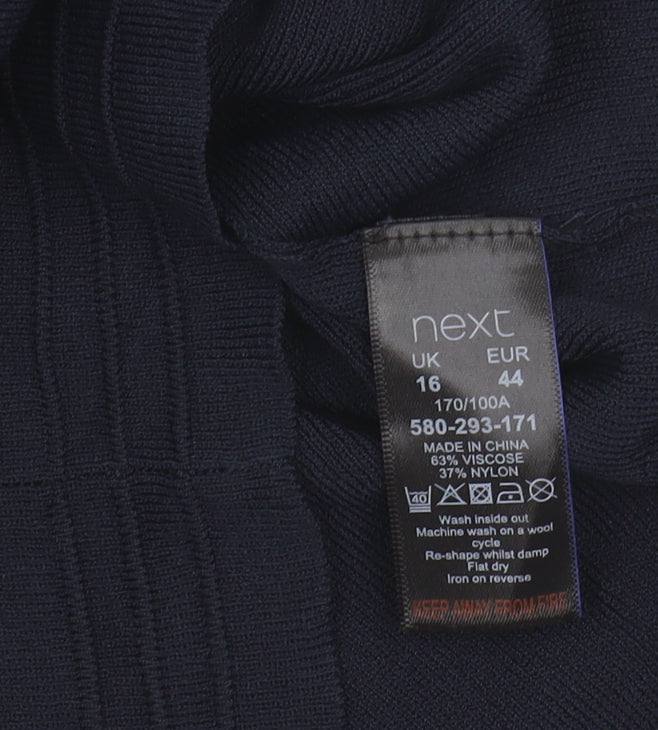 next
UK EUR
16 44
170/100A
580-293-171
MADE IN CHINA
63% VISCOSE
37% NYLON
40
Wash inside out
Machine wash on a wool
cycle
Re-shape whilst damp
Flat dry
Iron on reverse
KEEP AWAY FROM FIRE